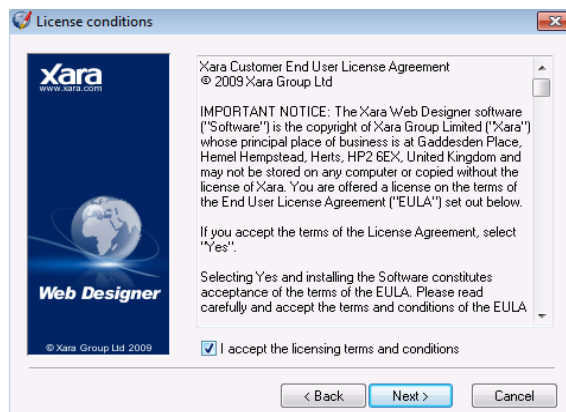 License conditions
xara
www.xara.com
Web Designer
© Xara Group Ltd 2009
Xara Customer End User License Agreement
© 2009 Xara Group Ltd
IMPORTANT NOTICE: The Xara Web Designer software
("Software") is the copyright of Xara Group Limited ("Xara")
whose principal place of business is at Gaddesden Place,
Hemel Hempstead, Herts, HP2 6EX, United Kingdom and
may not be stored on any computer or copied without the
license of Xara. You are offered a license on the terms of
the End User License Agreement ("EULA") set out below.
If you accept the terms of the License Agreement, select
"Yes".
Selecting Yes and installing the Software constitutes
acceptance of the terms of the EULA. Please read
carefully and accept the terms and conditions of the EULA
I accept the licensing terms and conditions
< Back
Next >
Cancel